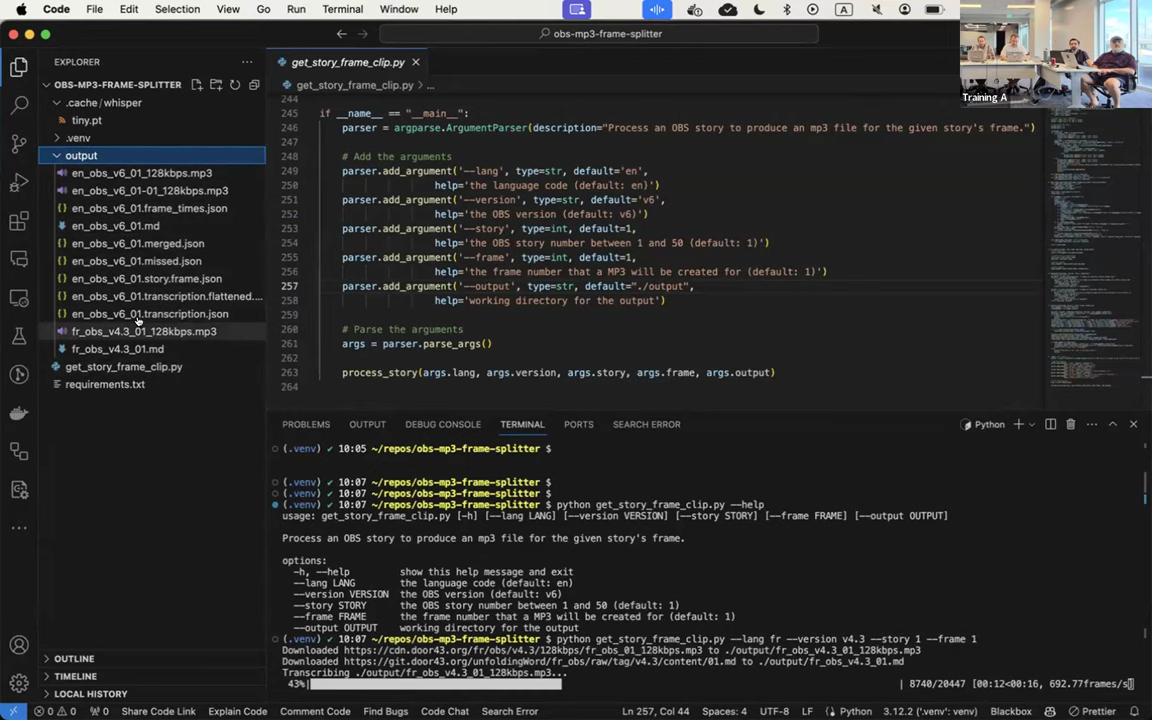 Code File Edit Selection View Go Run Terminal Window Help
obs-mp3-frame-splitter
Training A
EXPLORER
OBS-MP3-FRAME-SPLITTER
.cache/whisper
tiny.pt
.venv
output
en_obs_v6_01_128kbps.mp3
en_obs_v6_01-01_128kbps.mp3
en_obs_v6_01.frame_times.json
en_obs_v6_01.md
en_obs_v6_01.merged.json
en_obs_v6_01.missed.json
en_obs_v6_01.story.frame.json
en_obs_v6_01.transcription.flattened....
en_obs_v6_01.transcription.json
fr_obs_v4.3_01_128kbps.mp3
fr_obs_v4.3_01.md
get_story_frame_clip.py
requirements.txt
OUTLINE
TIMELINE
LOCAL HISTORY
get_story_frame_clip.py
get_story_frame_clip.py > ...
244
245 if __name__ == "__main__":
246 parser = argparse.ArgumentParser(description="Process an OBS story to produce an mp3 file for the given story's frame.")
247
248 # Add the arguments
249 parser.add_argument('--lang', type=str, default='en',
250 help='the language code (default: en)')
251 parser.add_argument('--version', type=str, default='v6',
252 help='the OBS version (default: v6)')
253 parser.add_argument('--story', type=int, default=1,
254 help='the OBS story number between 1 and 50 (default: 1)')
255 parser.add_argument('--frame', type=int, default=1,
256 help='the frame number that a MP3 will be created for (default: 1)')
257 parser.add_argument('--output', type=str, default="./output",
258 help='working directory for the output')
259
260 # Parse the arguments
261 args = parser.parse_args()
262
263 process_story(args.lang, args.version, args.story, args.frame, args.output)
264
PROBLEMS OUTPUT DEBUG CONSOLE TERMINAL PORTS SEARCH ERROR
Python
(.venv) ✔ 10:05 ~/repos/obs-mp3-frame-splitter $
(.venv) ✔ 10:07 ~/repos/obs-mp3-frame-splitter $
(.venv) ✔ 10:07 ~/repos/obs-mp3-frame-splitter $
(.venv) ✔ 10:07 ~/repos/obs-mp3-frame-splitter $ python get_story_frame_clip.py --help
usage: get_story_frame_clip.py [-h] [--lang LANG] [--version VERSION] [--story STORY] [--frame FRAME] [--output OUTPUT]
Process an OBS story to produce an mp3 file for the given story's frame.
options:
-h, --help show this help message and exit
--lang LANG the language code (default: en)
--version VERSION the OBS version (default: v6)
--story STORY the OBS story number between 1 and 50 (default: 1)
--frame FRAME the frame number that a MP3 will be created for (default: 1)
--output OUTPUT working directory for the output
(.venv) ✔ 10:07 ~/repos/obs-mp3-frame-splitter $ python get_story_frame_clip.py --lang fr --version v4.3 --story 1 --frame 1
Downloaded https://cdn.door43.org/fr/obs/v4.3/128kbps/fr_obs_v4.3_01_128kbps.mp3 to ./output/fr_obs_v4.3_01_128kbps.mp3
Downloaded https://git.door43.org/unfoldingWord/fr_obs/raw/tag/v4.3/content/01.md to ./output/fr_obs_v4.3_01.md
Transcribing ./output/fr_obs_v4.3_01_128kbps.mp3...
43%| | 8740/20447 [00:12<00:16, 692.77frames/s]
0 0 0 Share Code Link Explain Code Comment Code Code Chat Search Error Ln 257, Col 44 Spaces: 4 UTF-8 LF Python 3.12.2 ('.venv': venv) Blackbox Prettier